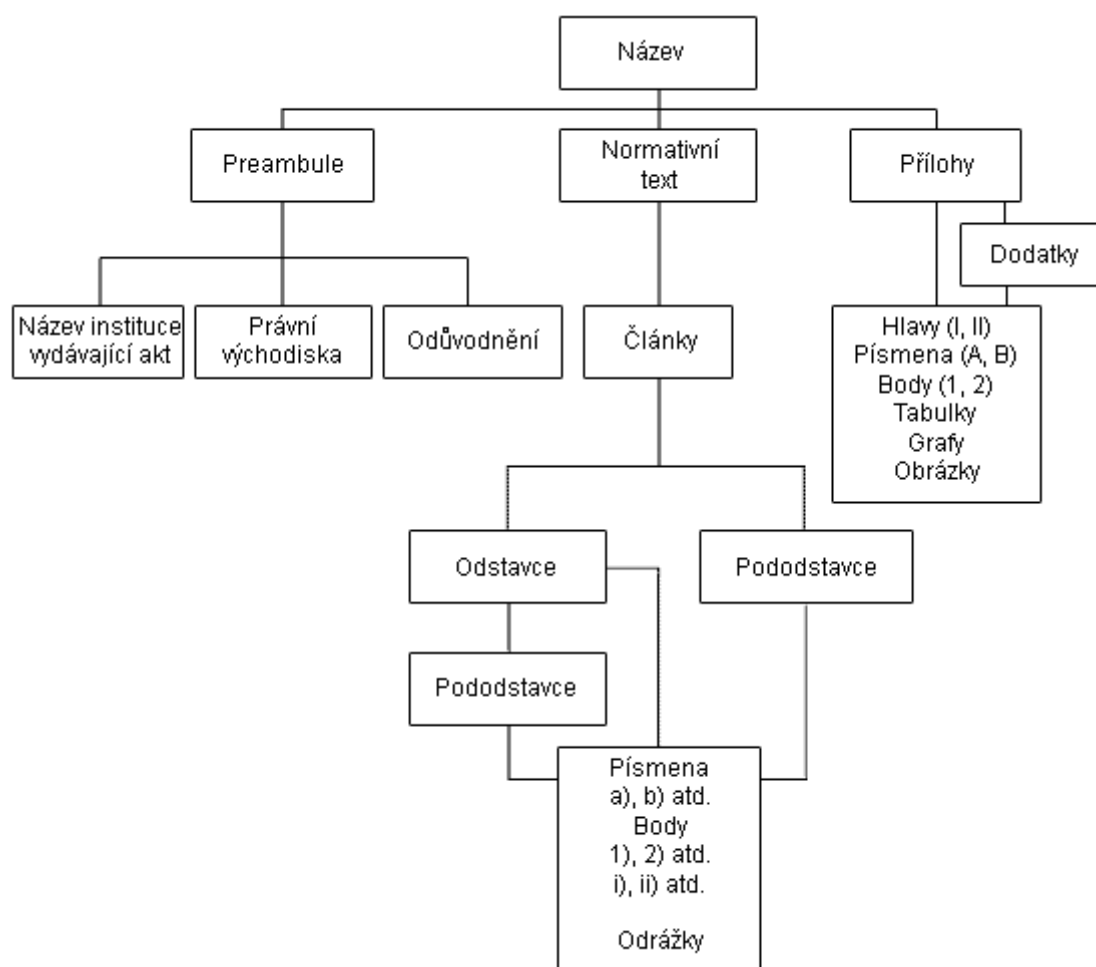 Název
Preambule
Normativní
text
Přílohy
Dodatky
Název instituce
vydávající akt
Právní
východiska
Odůvodnění
Články
Hlavy (I, II)
Písmena (A, B)
Body (1, 2)
Tabulky
Grafy
Obrázky
Odstavce
Pododstavce
Pododstavce
Písmena
a), b) atd.
Body
1), 2) atd.
i), ii) atd.
Odrážky